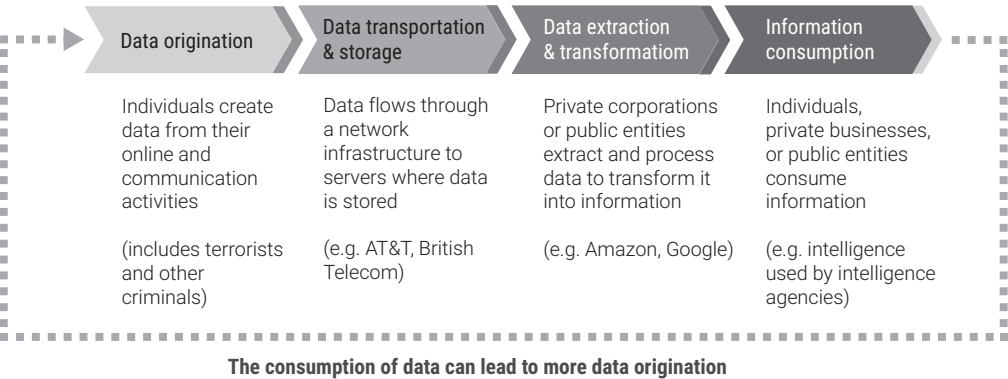 Data origination
Data transportation
& storage
Data extraction
& transformatiom
Information
consumption
Individuals create
data from their
online and
communication
activities
(includes terrorists
and other
criminals)
Data flows through
a network
infrastructure to
servers where data
is stored
(e.g. AT&T, British
Telecom)
Private corporations
or public entities
extract and process
data to transform it
into information
(e.g. Amazon, Google)
Individuals,
private businesses,
or public entities
consume
information
(e.g. intelligence
used by intelligence
agencies)
The consumption of data can lead to more data origination